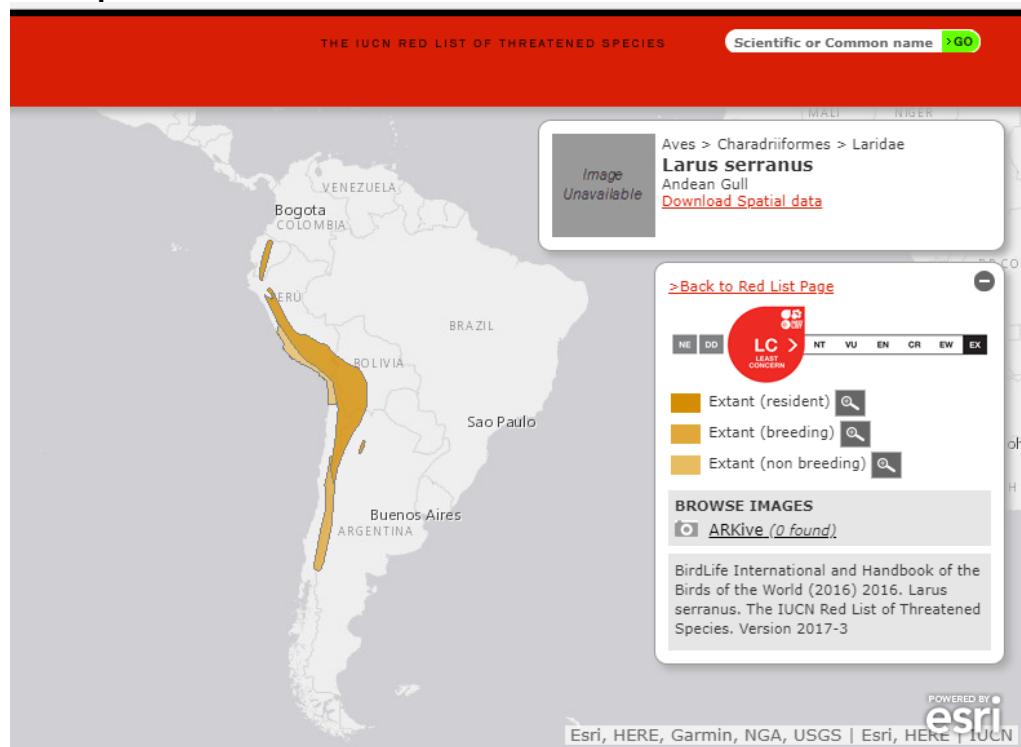 THE IUCN RED LIST OF THREATENED SPECIES
Scientific or Common name >GO
MALI NIGER
Image
Unavailable
Aves > Charadriiformes > Laridae
Larus serranus
Andean Gull
Download Spatial data
VENEZUELA
Bogota
COLOMBIA
PERÚ
BRAZIL
BOLIVIA
Sao Paulo
Buenos Aires
ARGENTINA
>Back to Red List Page
NE DD LC > NT VU EN CR EW EX
LEAST
CONCERN
Extant (resident)
Extant (breeding)
Extant (non breeding)
BROWSE IMAGES
ARKive (0 found)
BirdLife International and Handbook of the
Birds of the World (2016) 2016. Larus
serranus. The IUCN Red List of Threatened
Species. Version 2017-3
POWERED BY
esri
Esri, HERE, Garmin, NGA, USGS | Esri, HERE | IUCN